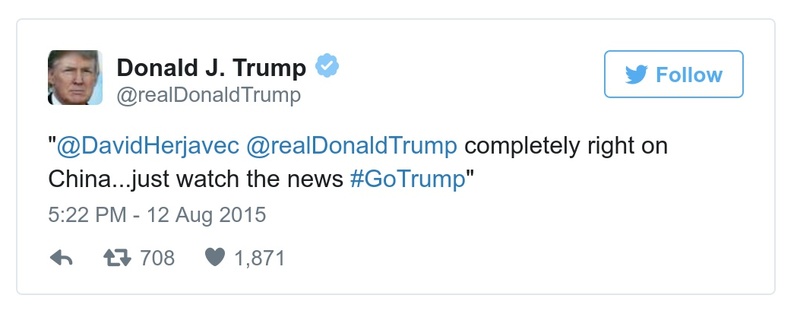 Donald J. Trump
@realDonaldTrump
Follow
"@DavidHerjavec @realDonaldTrump completely right on
China...just watch the news #GoTrump"
5:22 PM - 12 Aug 2015
708 1,871